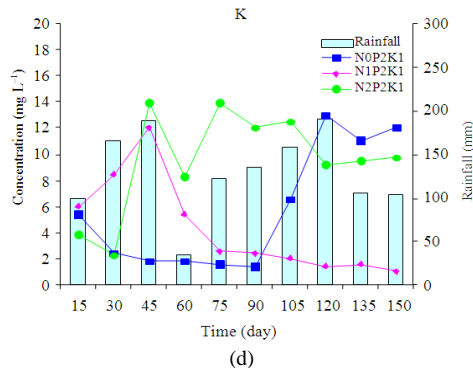 K
Concentration (mg L⁻¹)
20
18
16
14
12
10
8
6
4
2
0
Rainfall
N0P2K1
N1P2K1
N2P2K1
300
250
200
150
100
50
0
Rainfall (mm)
15 30 45 60 75 90 105 120 135 150
Time (day)
(d)